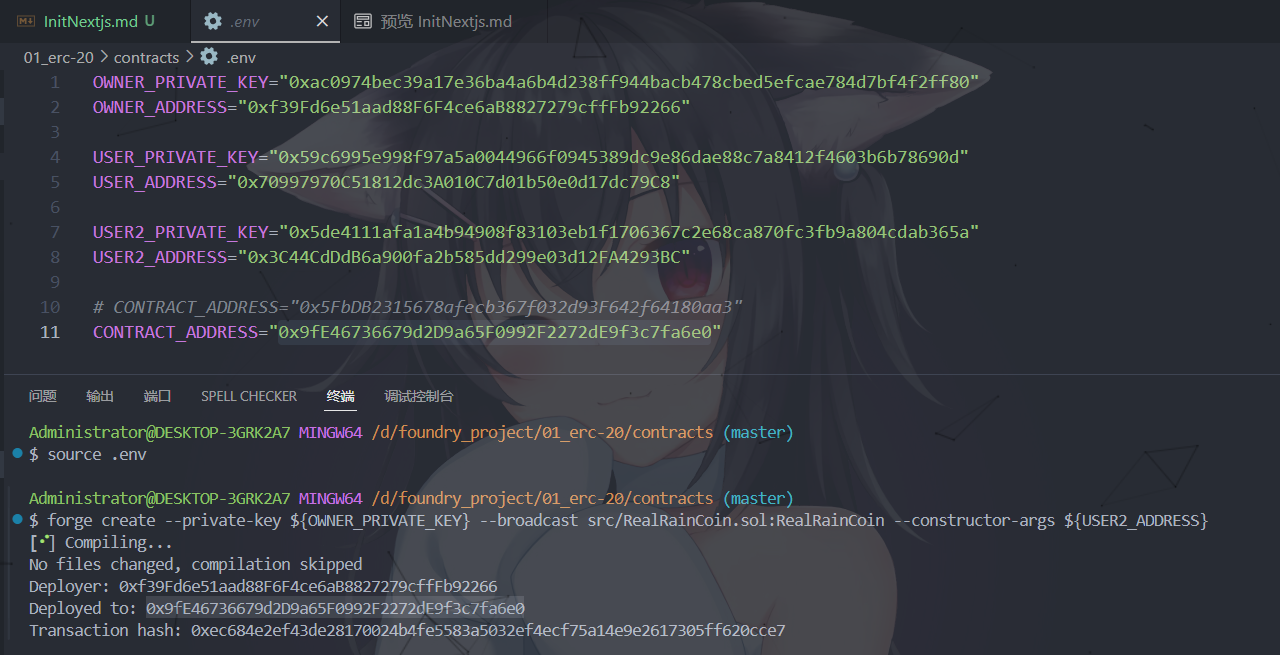 InitNextjs.md U .env × 预览 InitNextjs.md
01_erc-20 > contracts > .env
1 OWNER_PRIVATE_KEY="0xac0974bec39a17e36ba4a6b4d238ff944bacb478cbed5efcae784d7bf4f2ff80"
2 OWNER_ADDRESS="0xf39Fd6e51aad88F6F4ce6aB8827279cffFb92266"
3
4 USER_PRIVATE_KEY="0x59c6995e998f97a5a0044966f0945389dc9e86dae88c7a8412f4603b6b78690d"
5 USER_ADDRESS="0x70997970C51812dc3A010C7d01b50e0d17dc79C8"
6
7 USER2_PRIVATE_KEY="0x5de4111afa1a4b94908f83103eb1f1706367c2e68ca870fc3fb9a804cdab365a"
8 USER2_ADDRESS="0x3C44CdDdB6a900fa2b585dd299e03d12FA4293BC"
9
10 # CONTRACT_ADDRESS="0x5FbDB2315678afecb367f032d93F642f64180aa3"
11 CONTRACT_ADDRESS="0x9fE46736679d2D9a65F0992F2272dE9f3c7fa6e0"
问题 输出 端口 SPELL CHECKER 终端 调试控制台
Administrator@DESKTOP-3GRK2A7 MINGW64 /d/foundry_project/01_erc-20/contracts (master)
$ source .env
Administrator@DESKTOP-3GRK2A7 MINGW64 /d/foundry_project/01_erc-20/contracts (master)
$ forge create --private-key ${OWNER_PRIVATE_KEY} --broadcast src/RealRainCoin.sol:RealRainCoin --constructor-args ${USER2_ADDRESS}
[⠊] Compiling...
No files changed, compilation skipped
Deployer: 0xf39Fd6e51aad88F6F4ce6aB8827279cffFb92266
Deployed to: 0x9fE46736679d2D9a65F0992F2272dE9f3c7fa6e0
Transaction hash: 0xec684e2ef43de28170024b4fe5583a5032ef4ecf75a14e9e2617305ff620cce7